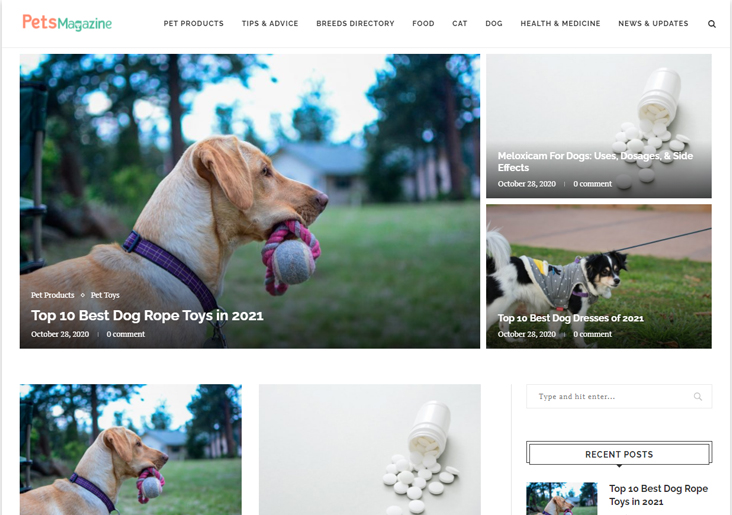 PetsMagazine
PET PRODUCTS TIPS & ADVICE BREEDS DIRECTORY FOOD CAT DOG HEALTH & MEDICINE NEWS & UPDATES
Pet Products ◇ Pet Toys
Top 10 Best Dog Rope Toys in 2021
October 28, 2020 | 0 comment
Meloxicam For Dogs: Uses, Dosages, & Side
Effects
October 28, 2020 | 0 comment
Top 10 Best Dog Dresses of 2021
October 28, 2020 | 0 comment
Type and hit enter...
RECENT POSTS
Top 10 Best Dog Rope
Toys in 2021